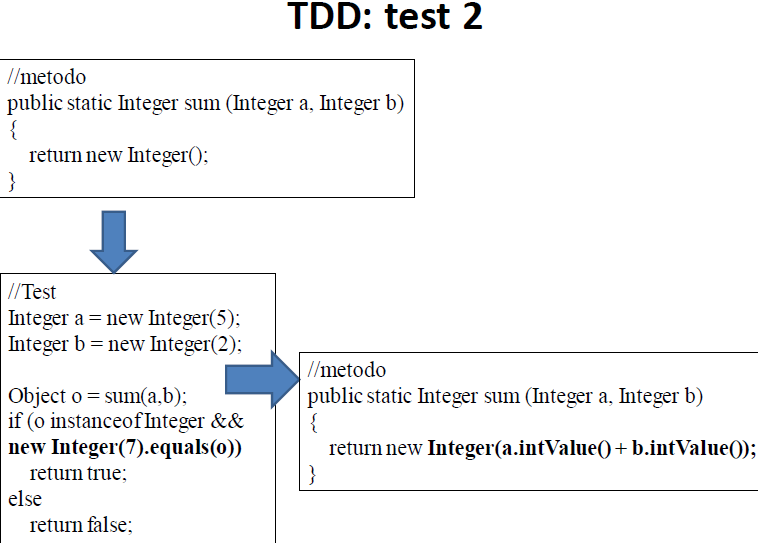 TDD: test 2
//metodo
public static Integer sum (Integer a, Integer b)
{
return new Integer();
}
//Test
Integer a = new Integer(5);
Integer b = new Integer(2);
Object o = sum(a,b);
if (o instanceof Integer &&
new Integer(7).equals(o))
return true;
else
return false;
//metodo
public static Integer sum (Integer a, Integer b)
{
return new Integer(a.intValue() + b.intValue());
}